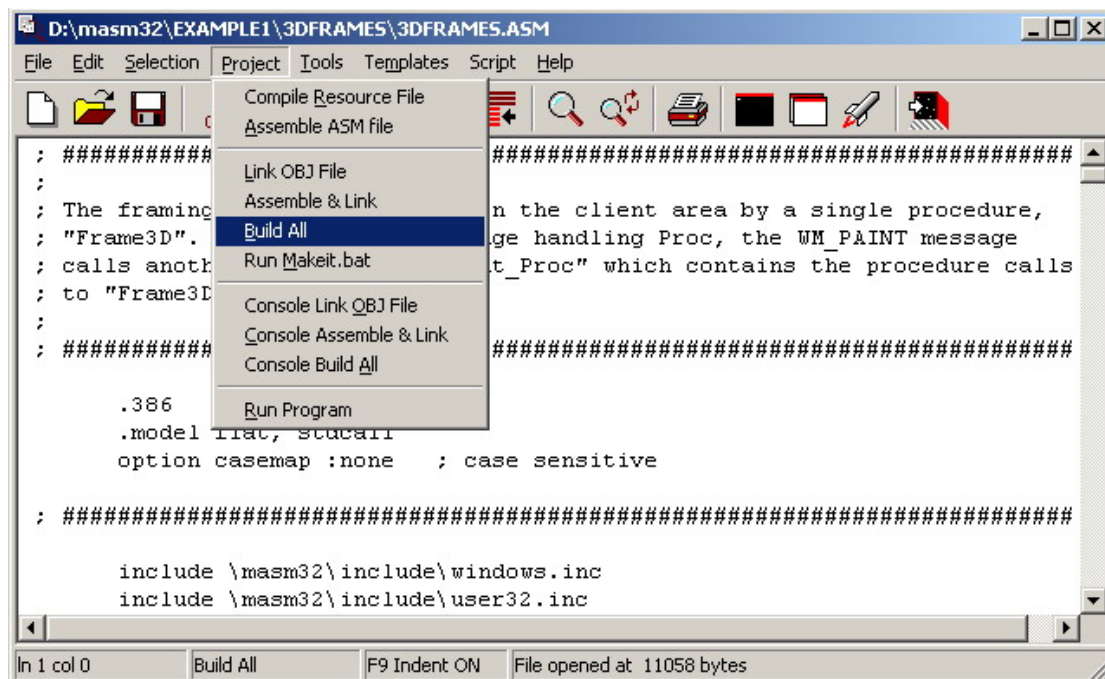 D:\masm32\EXAMPLE1\3DFRAMES\3DFRAMES.ASM
File Edit Selection Project Tools Templates Script Help
Compile Resource File
Assemble ASM file
Link OBJ File
Assemble & Link
Build All
Run Makeit.bat
Console Link OBJ File
Console Assemble & Link
Console Build All
Run Program
; ########### ##########################################
;
; The framing n the client area by a single procedure,
; "Frame3D". ge handling Proc, the WM_PAINT message
; calls anoth t_Proc" which contains the procedure calls
; to "Frame3D
;
; ########### ##########################################
.386
.model flat, stdcall
option casemap :none ; case sensitive
; #########################################################################
include \masm32\include\windows.inc
include \masm32\include\user32.inc
ln 1 col 0 Build All F9 Indent ON File opened at 11058 bytes